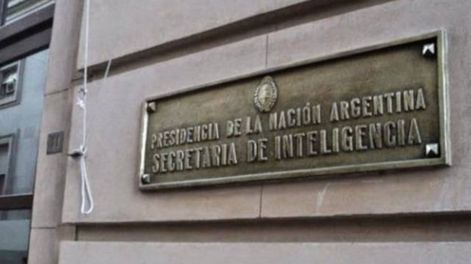 PRESIDENCIA DE LA NACIÓN ARGENTINA
SECRETARIA DE INTELIGENCIA